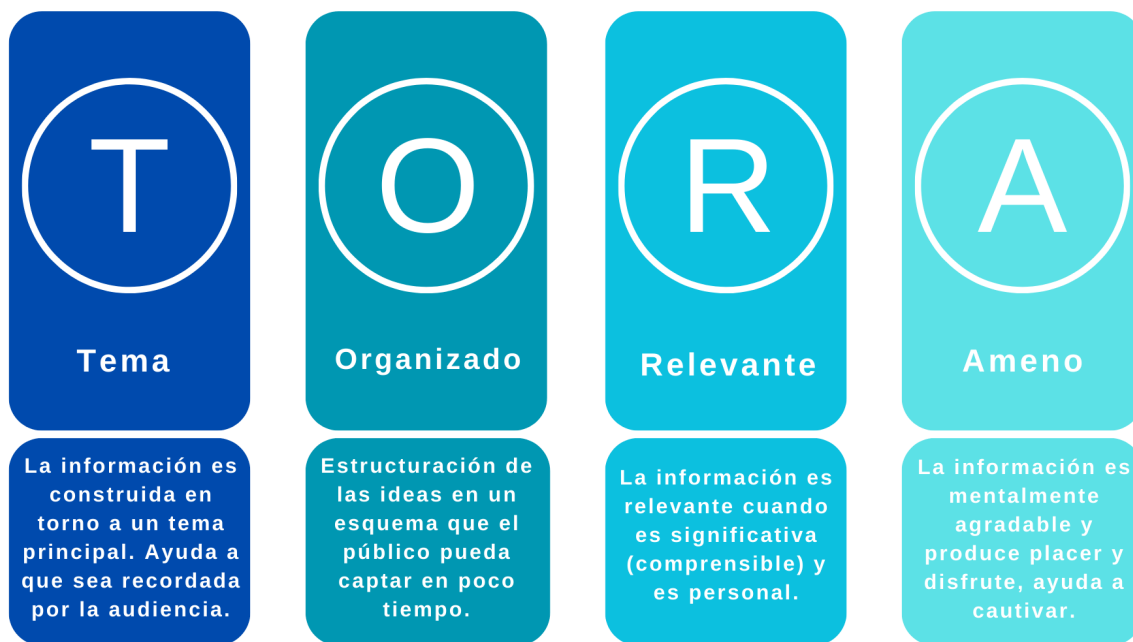 T
Tema
La información es
construida en
torno a un tema
principal. Ayuda a
que sea recordada
por la audiencia.
O
Organizado
Estructuración de
las ideas en un
esquema que el
público pueda
captar en poco
tiempo.
R
Relevante
La información es
relevante cuando
es significativa
(comprensible) y
es personal.
A
Ameno
La información es
mentalmente
agradable y
produce placer y
disfrute, ayuda a
cautivar.